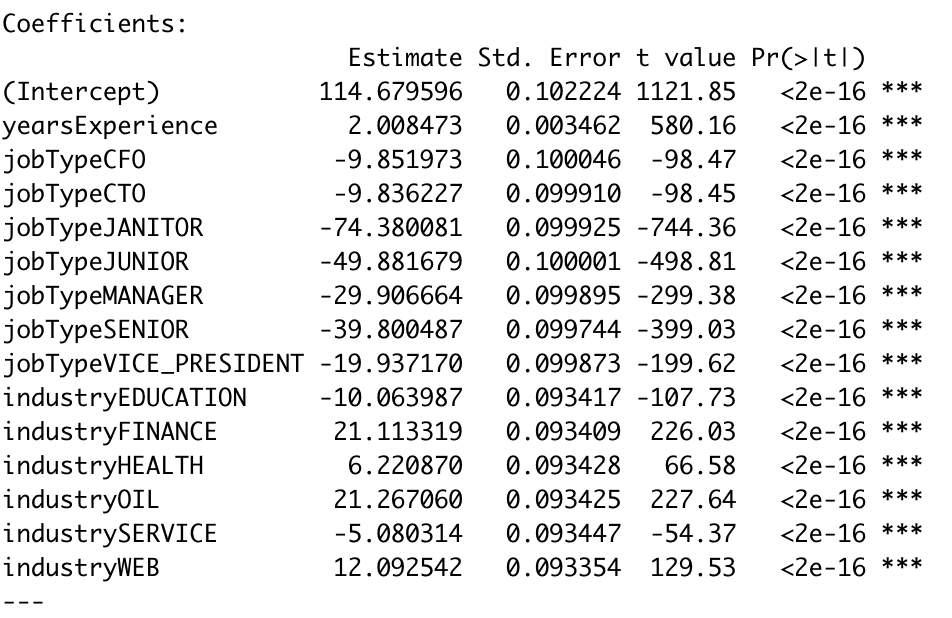 Coefficients:
Estimate Std. Error t value Pr(>|t|)
(Intercept) 114.679596 0.102224 1121.85 <2e-16 ***
yearsExperience 2.008473 0.003462 580.16 <2e-16 ***
jobTypeCFO -9.851973 0.100046 -98.47 <2e-16 ***
jobTypeCTO -9.836227 0.099910 -98.45 <2e-16 ***
jobTypeJANITOR -74.380081 0.099925 -744.36 <2e-16 ***
jobTypeJUNIOR -49.881679 0.100001 -498.81 <2e-16 ***
jobTypeMANAGER -29.906664 0.099895 -299.38 <2e-16 ***
jobTypeSENIOR -39.800487 0.099744 -399.03 <2e-16 ***
jobTypeVICE_PRESIDENT -19.937170 0.099873 -199.62 <2e-16 ***
industryEDUCATION -10.063987 0.093417 -107.73 <2e-16 ***
industryFINANCE 21.113319 0.093409 226.03 <2e-16 ***
industryHEALTH 6.220870 0.093428 66.58 <2e-16 ***
industryOIL 21.267060 0.093425 227.64 <2e-16 ***
industrySERVICE -5.080314 0.093447 -54.37 <2e-16 ***
industryWEB 12.092542 0.093354 129.53 <2e-16 ***
---